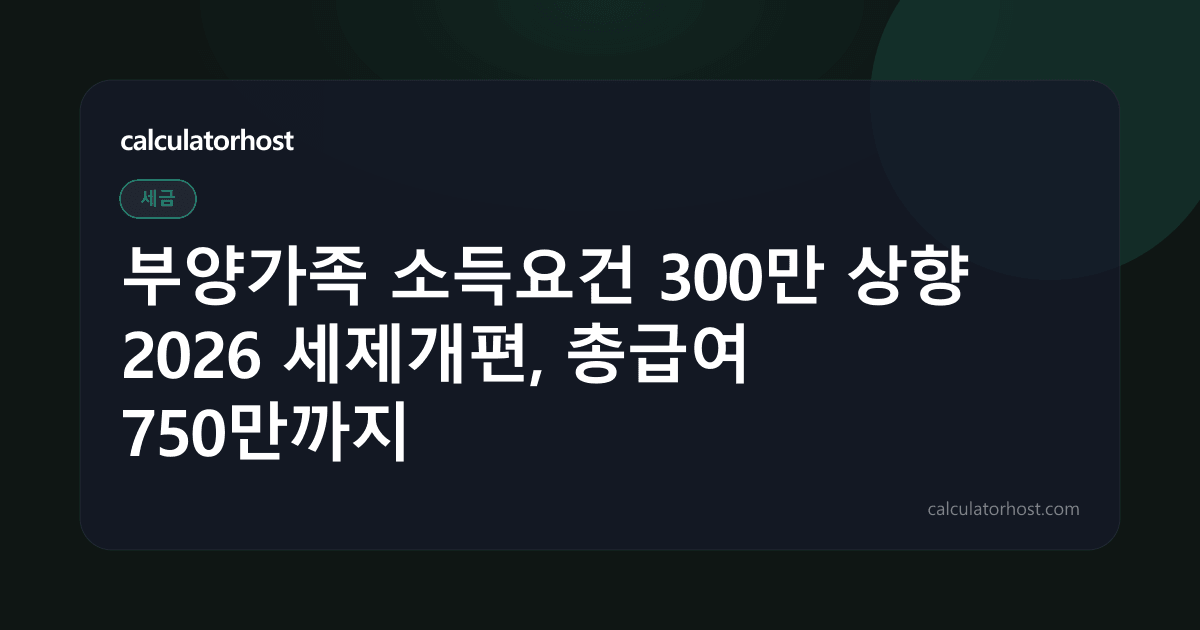 calculatorhost
세금
부양가족 소득요건 300만 상향
2026 세제개편, 총급여
750만까지
calculatorhost.com